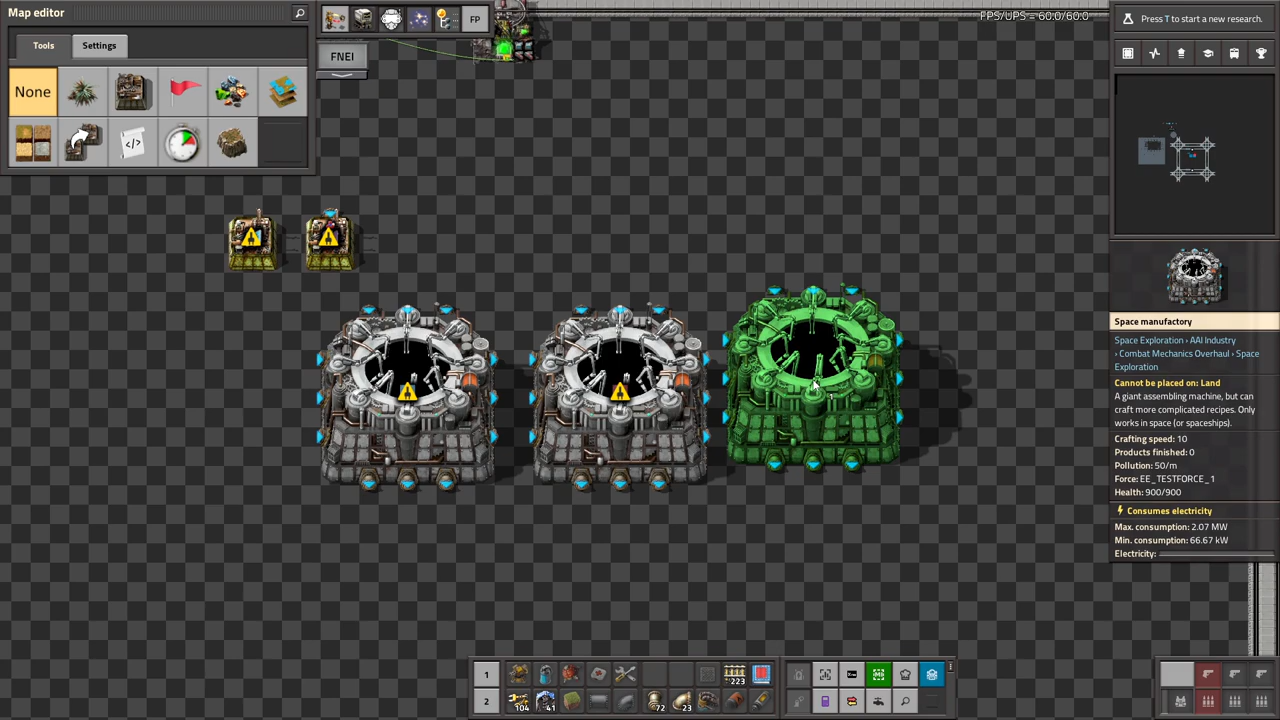 Map editor
Tools
Settings
None
</>
FP
FNEI
FPS/UPS = 60.0/60.0
Press T to start a new research.
Space manufactory
Space Exploration › AAI Industry
› Combat Mechanics Overhaul › Space
Exploration
Cannot be placed on: Land
A giant assembling machine, but can
craft more complicated recipes. Only
works in space (or spaceships).
Crafting speed: 10
Products finished: 0
Pollution: 50/m
Force: EE_TESTFORCE_1
Health: 900/900
Consumes electricity
Max. consumption: 2.07 MW
Min. consumption: 66.67 kW
Electricity:
1
223
2
104
41
72
23